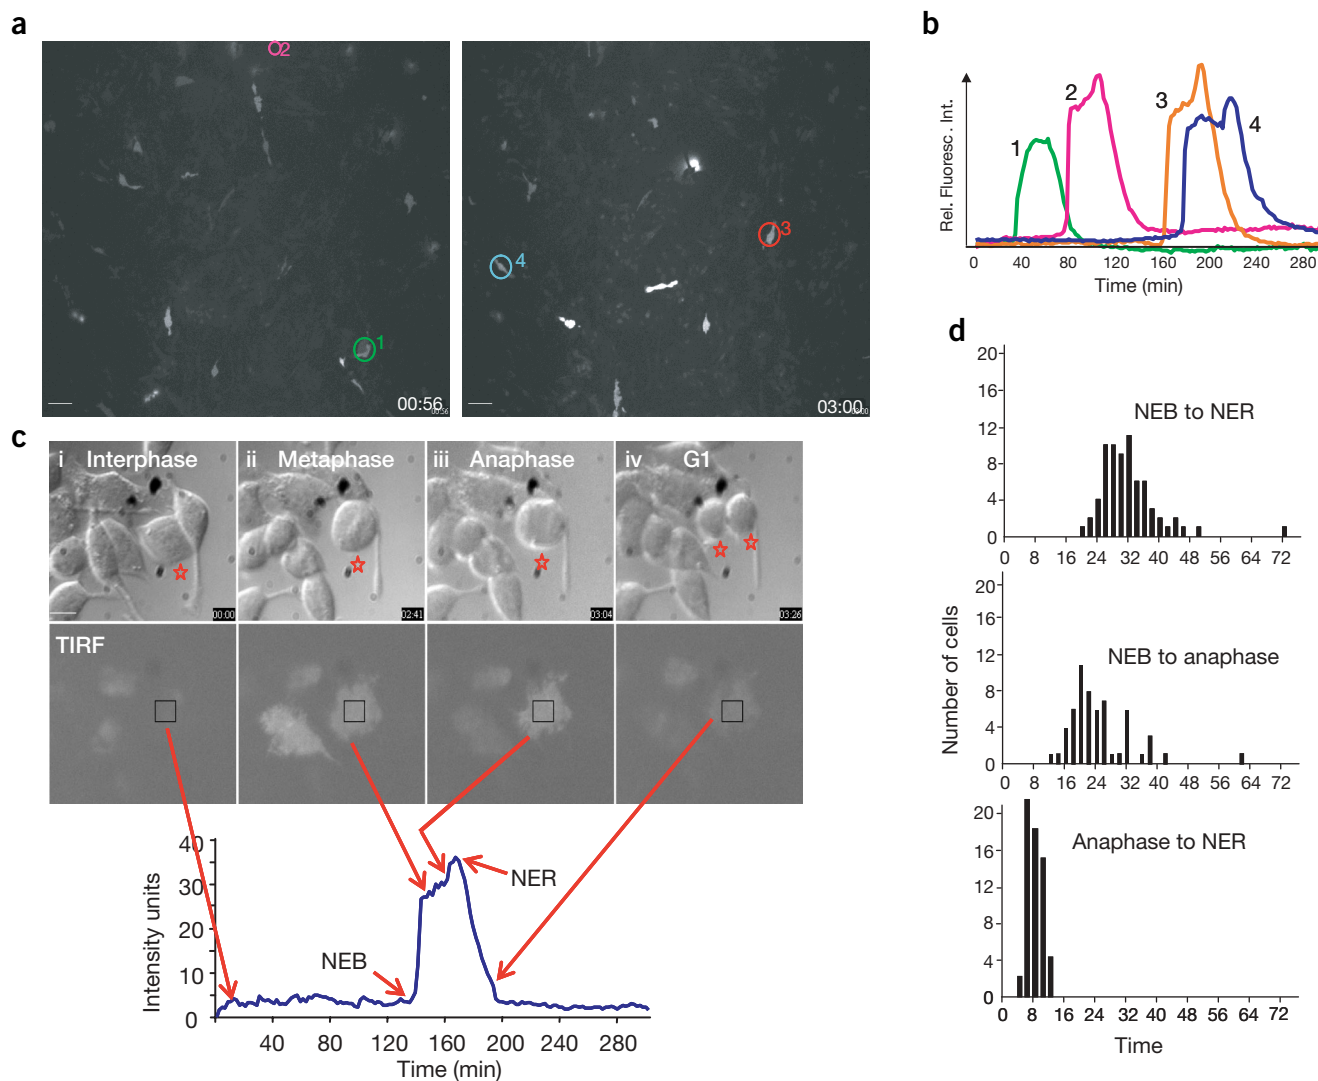 a
2
1
00:56
4
3
03:00
b
Rel. Fluoresc. Int.
1
2
3
4
0 40 80 120 160 200 240 280
Time (min)
c
i Interphase
ii Metaphase
iii Anaphase
iv G1
00:00
02:41
03:04
03:26
TIRF
Intensity units
40
30
20
10
0
NEB
NER
40 80 120 160 200 240 280
Time (min)
d
Number of cells
20
16
12
8
4
0
NEB to NER
0 8 16 24 32 40 48 56 64 72
20
16
12
8
4
0
NEB to anaphase
0 8 16 24 32 40 48 56 64 72
20
16
12
8
4
0
Anaphase to NER
0 8 16 24 32 40 48 56 64 72
Time